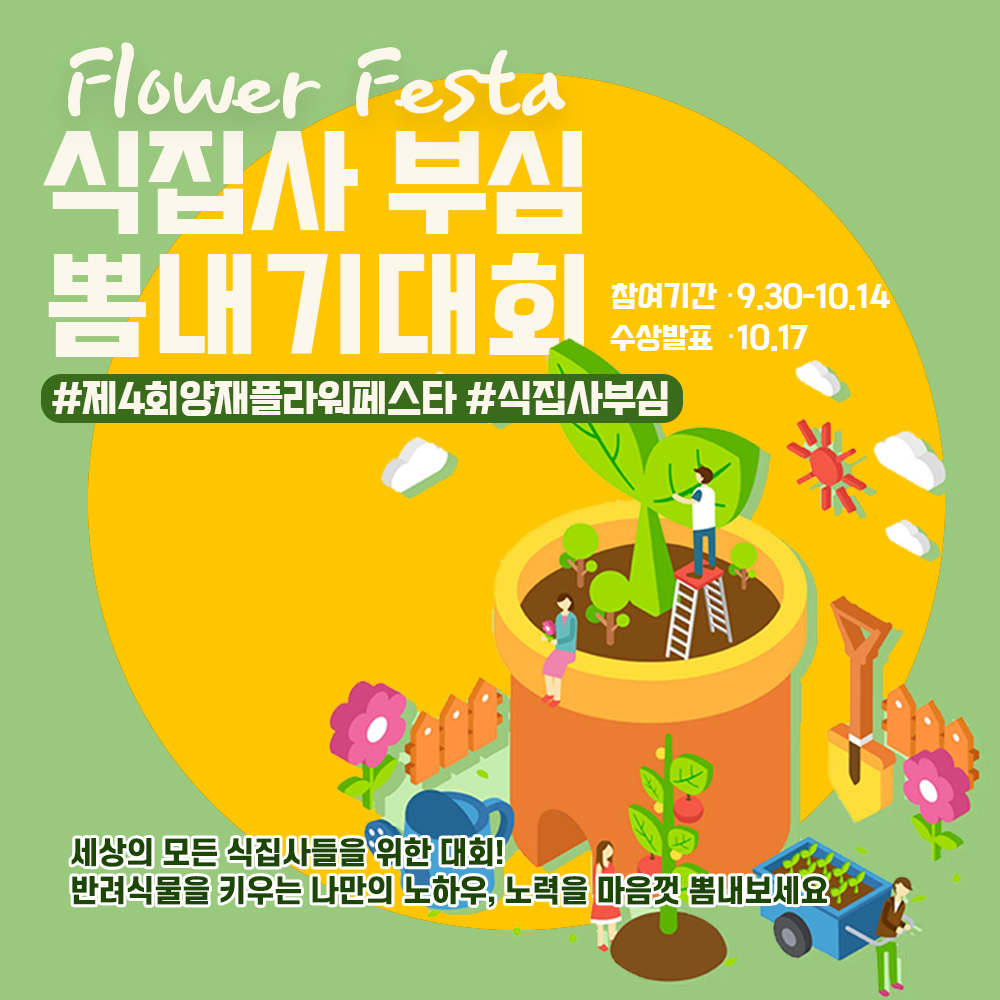 Flower Festa
식집사 부심
뽐내기대회
참여기간 ·9.30-10.14
수상발표 ·10.17
#제4회양재플라워페스타 #식집사부심
세상의 모든 식집사들을 위한 대회!
반려식물을 키우는 나만의 노하우, 노력을 마음껏 뽐내보세요